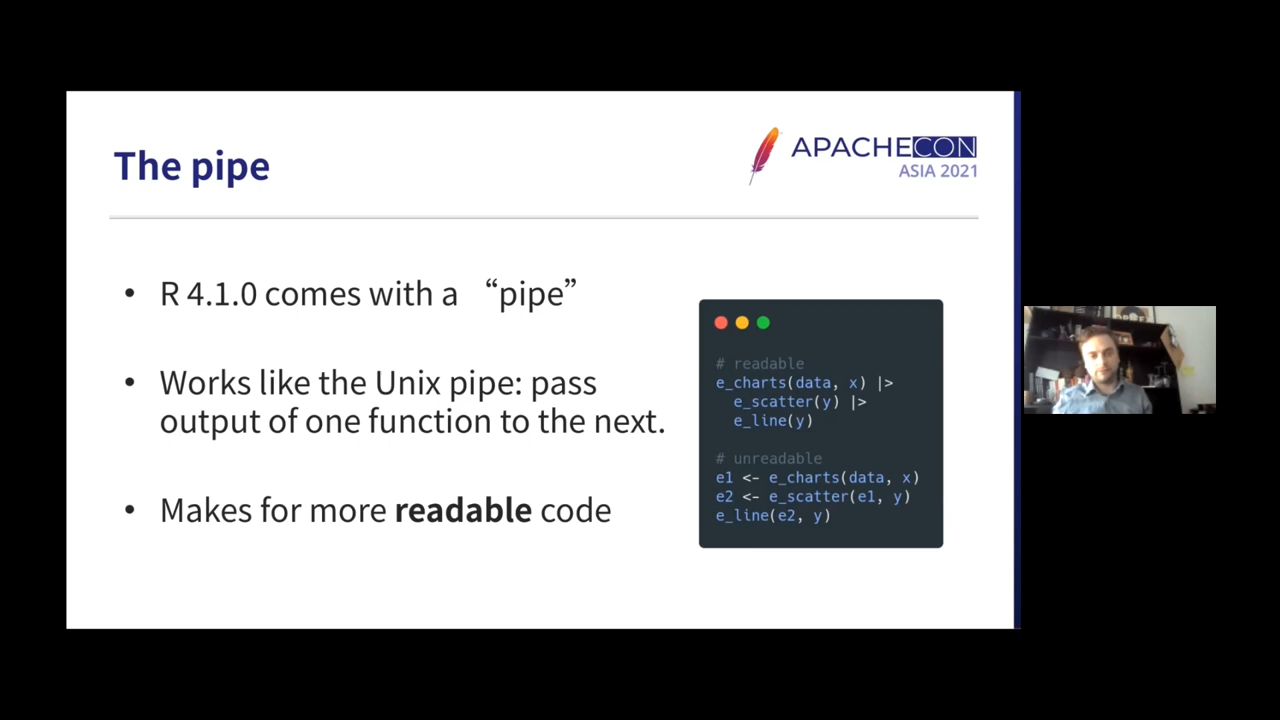 The pipe
APACHECON
ASIA 2021
• R 4.1.0 comes with a “pipe”
• Works like the Unix pipe: pass
output of one function to the next.
• Makes for more readable code
# readable
e_charts(data, x) |>
  e_scatter(y) |>
  e_line(y)
# unreadable
e1 <- e_charts(data, x)
e2 <- e_scatter(e1, y)
e_line(e2, y)